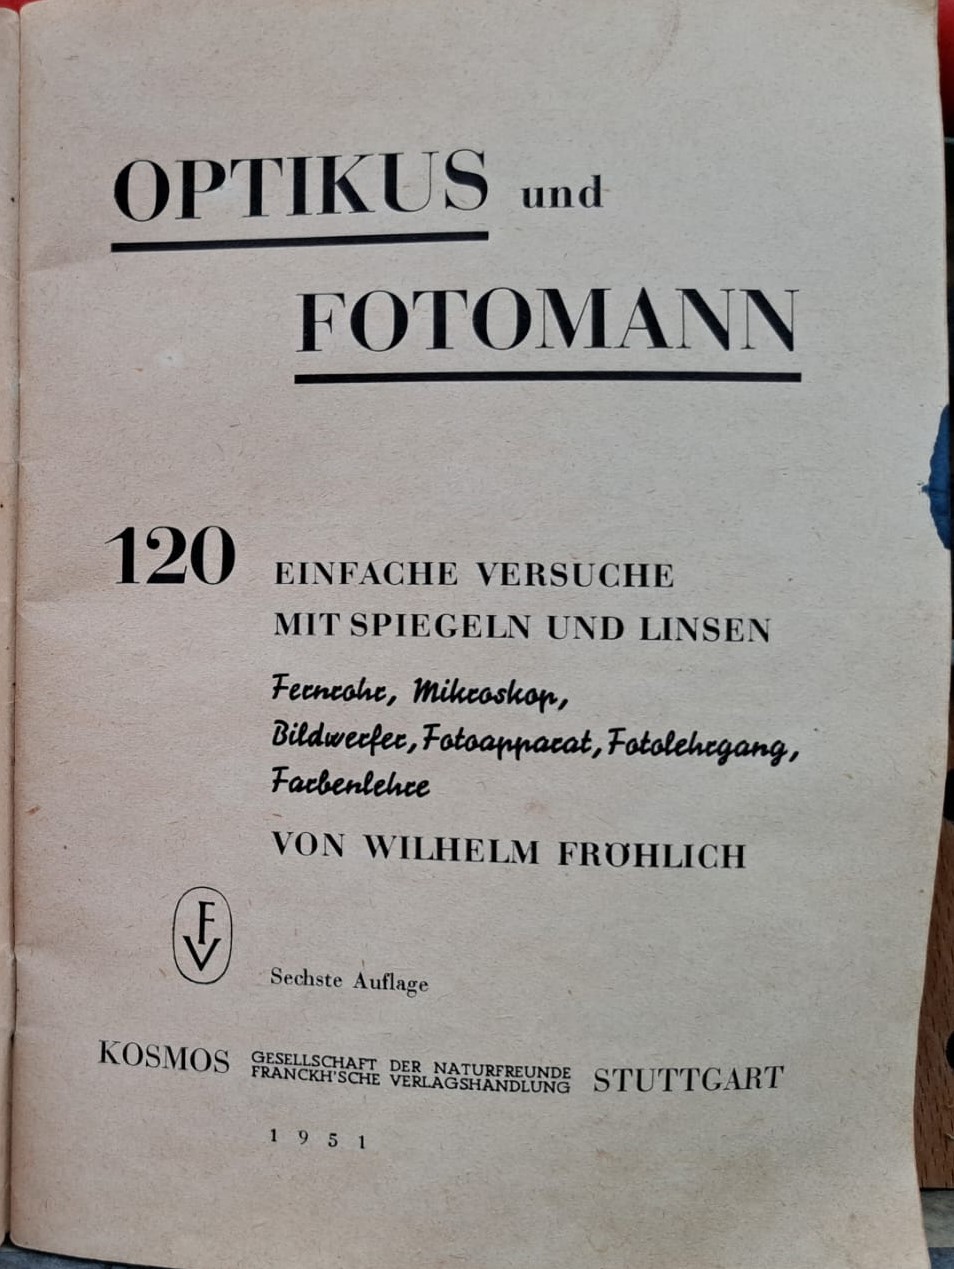 OPTIKUS und
FOTOMANN
120 EINFACHE VERSUCHE
MIT SPIEGELN UND LINSEN
Fernrohr, Mikroskop,
Bildwerfer, Fotoapparat, Fotolehrgang,
Farbenlehre
VON WILHELM FRÖHLICH
FV
Sechste Auflage
KOSMOS GESELLSCHAFT DER NATURFREUNDE
FRANCKH'SCHE VERLAGSHANDLUNG STUTTGART
1951